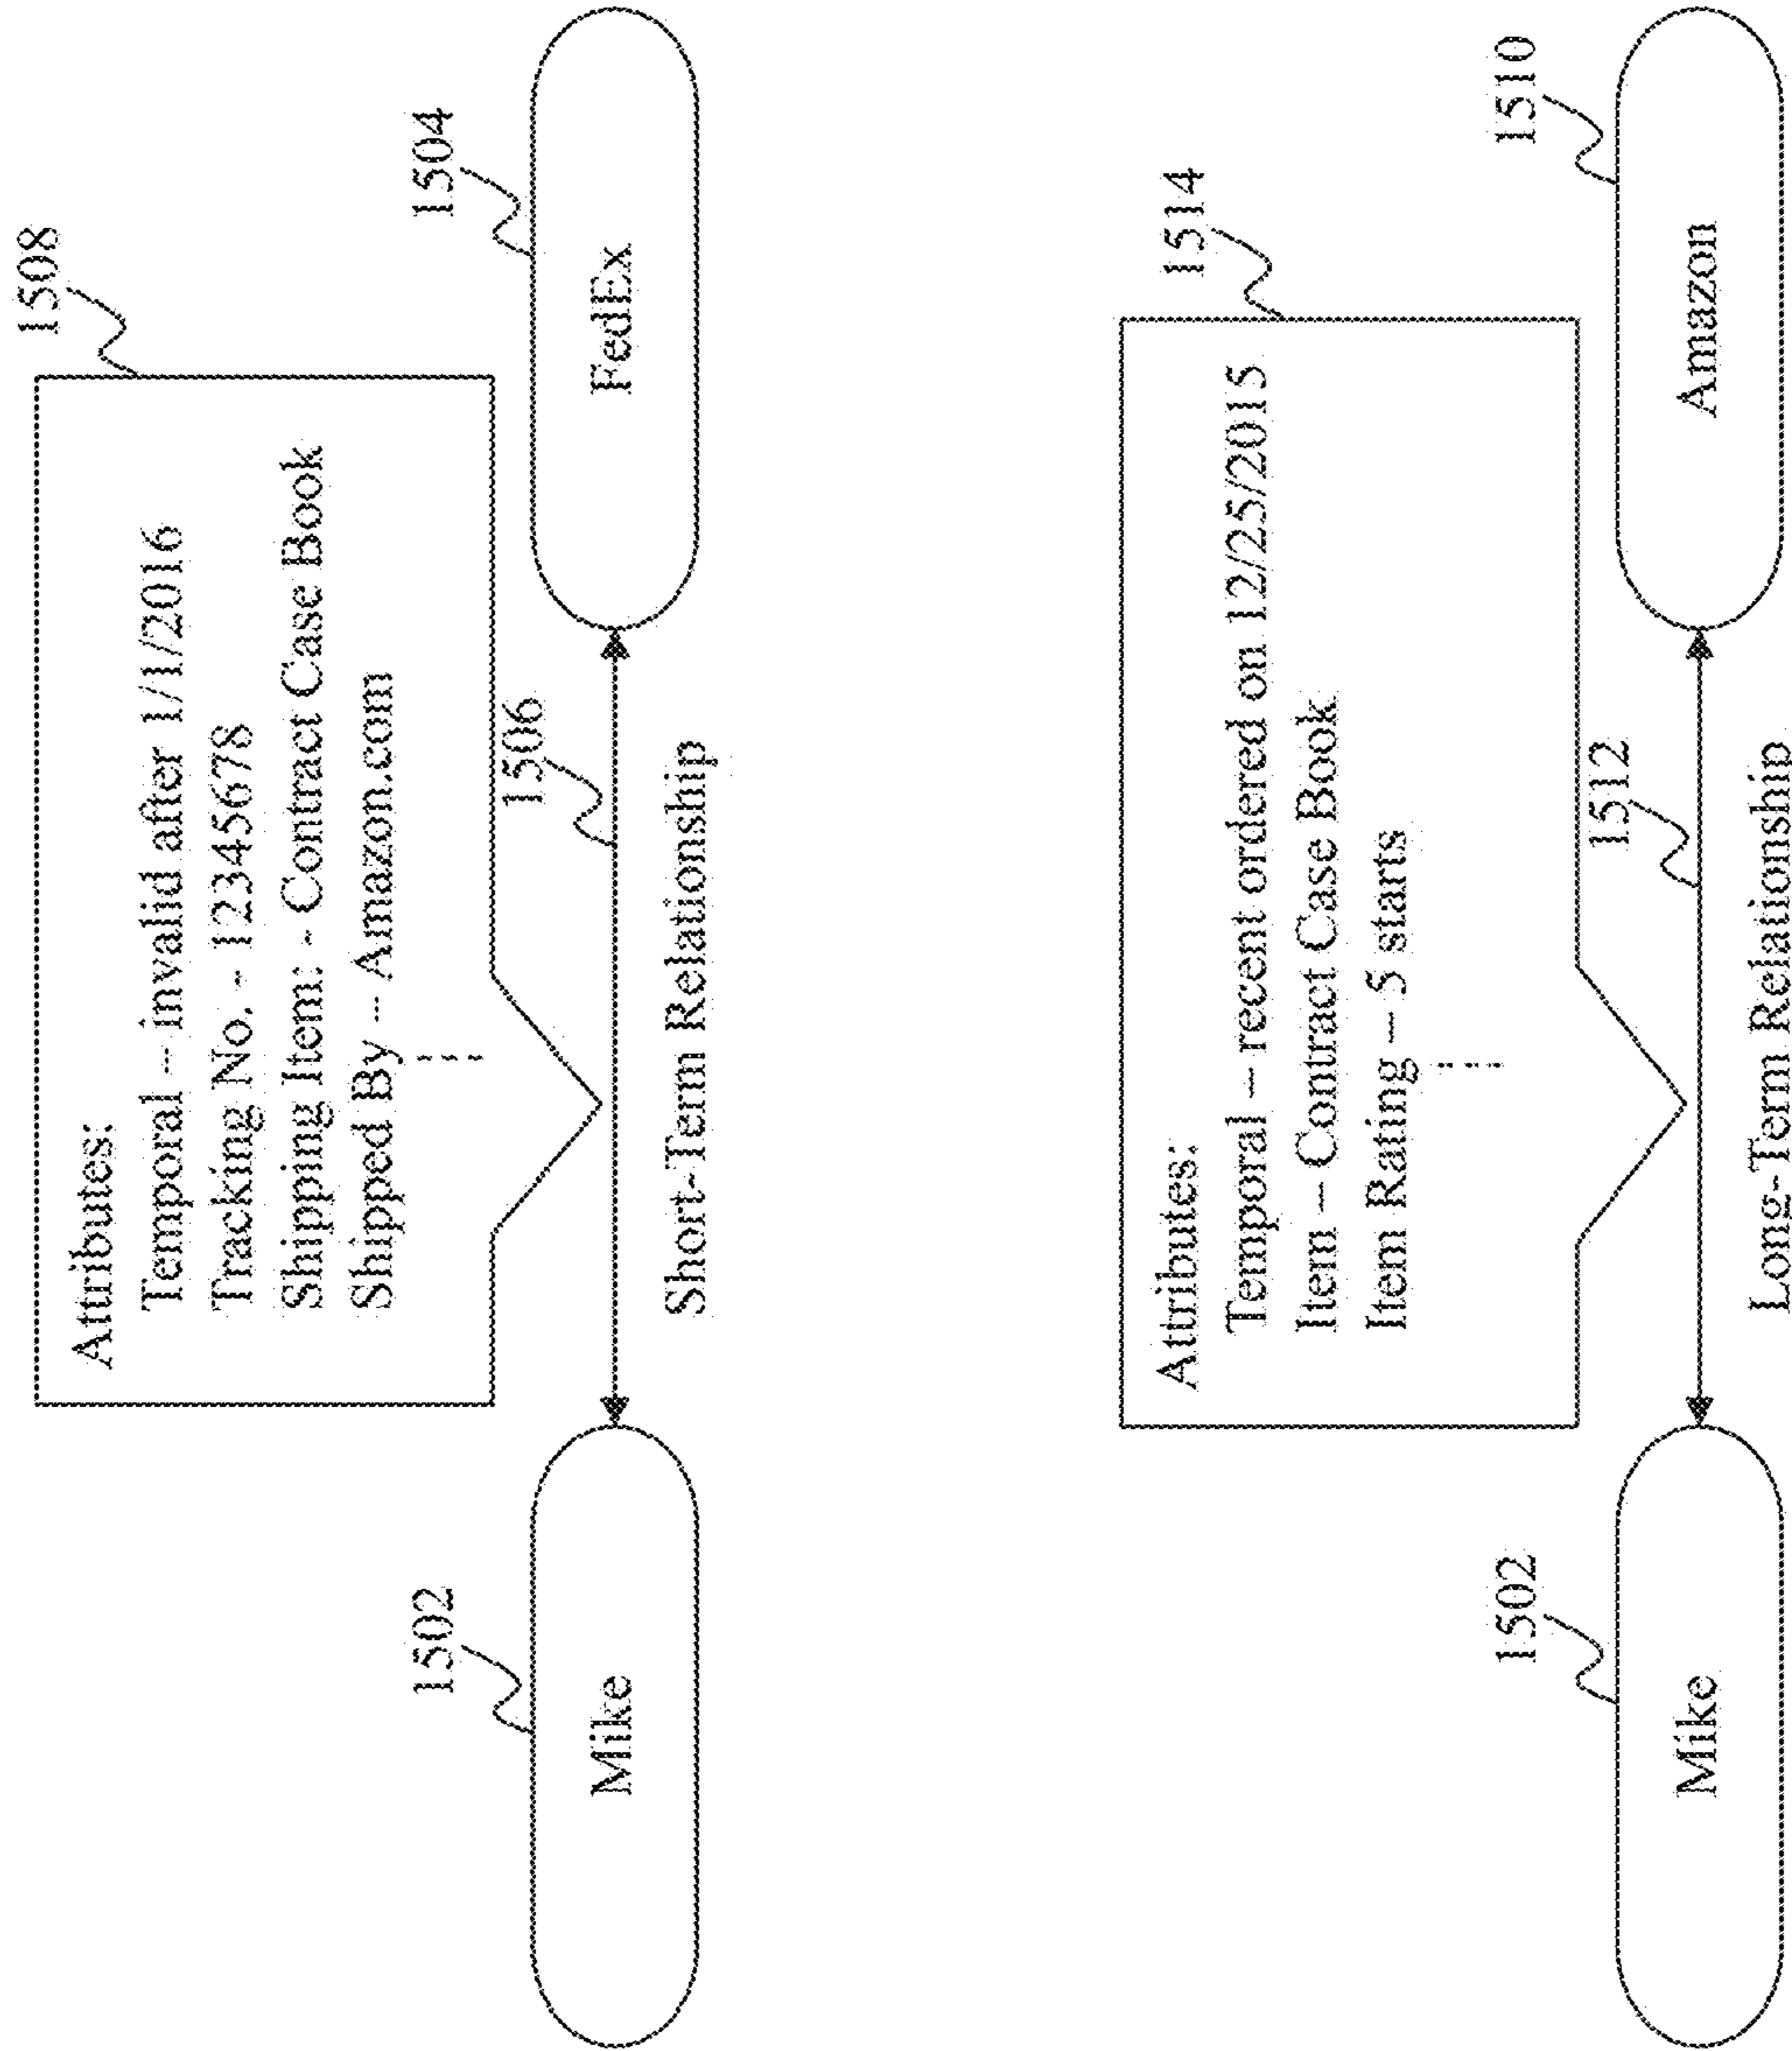 1508
Attributes:
Temporal – invalid after 1/1/2016
Tracking No. - 12345678
Shipping Item: - Contract Case Book
Shipped By – Amazon.com
1502
1506
1504
Mike
FedEx
Short-Term Relationship
1514
Attributes:
Temporal – recent ordered on 12/25/2015
Item – Contract Case Book
Item Rating – 5 starts
1502
1512
1510
Mike
Amazon
Long-Term Relationship